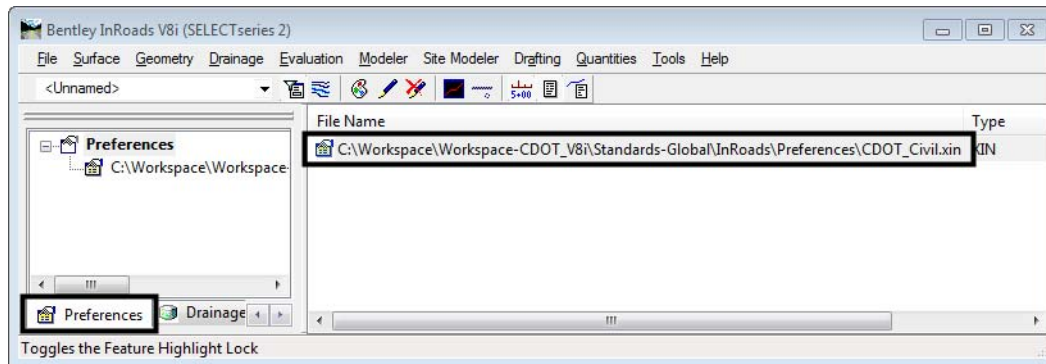 Bentley InRoads V8i (SELECTseries 2)
File Surface Geometry Drainage Evaluation Modeler Site Modeler Drafting Quantities Tools Help
<Unnamed>
5+00
File Name Type
Preferences
C:\Workspace\Workspace-
C:\Workspace\Workspace-CDOT_V8i\Standards-Global\InRoads\Preferences\CDOT_Civil.xin XIN
Preferences Drainage
Toggles the Feature Highlight Lock